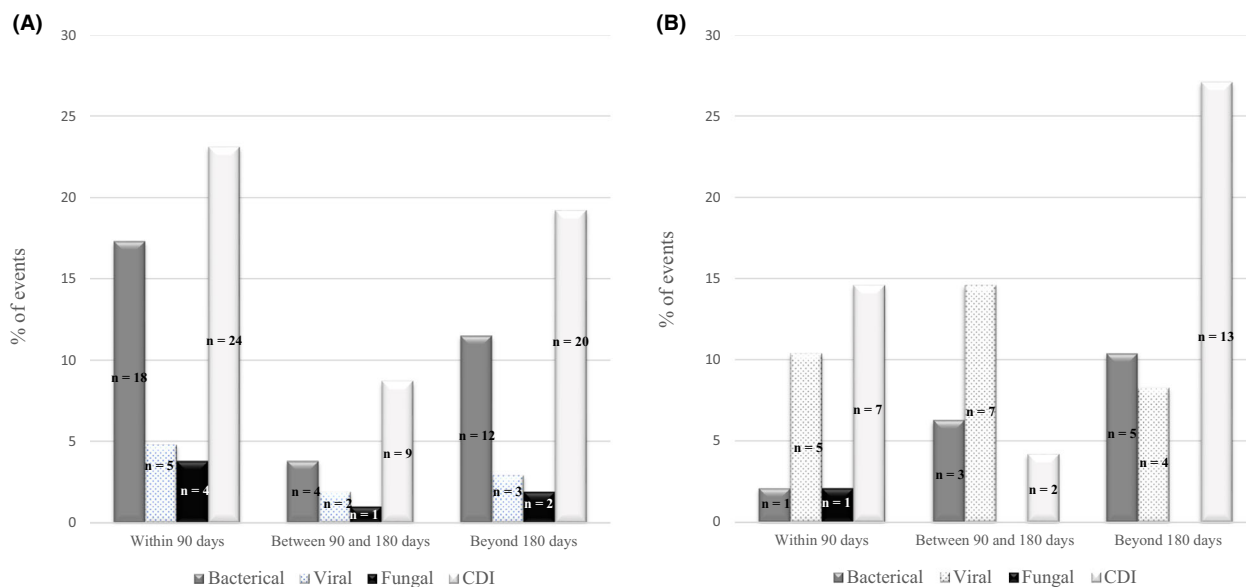 (A)
30
25
20
15
10
5
0
% of events
n = 18
n = 5
n = 4
n = 24
n = 4
n = 2
n = 1
n = 9
n = 12
n = 3
n = 2
n = 20
Within 90 days
Between 90 and 180 days
Beyond 180 days
Bacterical Viral Fungal CDI
(B)
30
25
20
15
10
5
0
% of events
n = 1
n = 5
n = 1
n = 7
n = 3
n = 7
n = 2
n = 5
n = 4
n = 13
Within 90 days
Between 90 and 180 days
Beyond 180 days
Bacterical Viral Fungal CDI